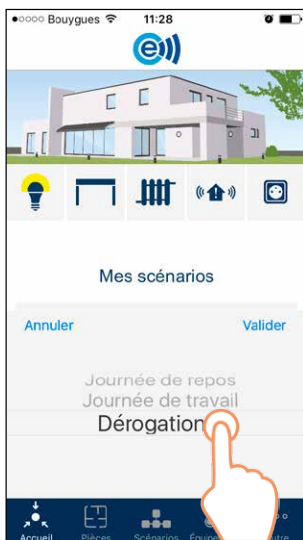 Bouygues 11:28
e
Mes scénarios
Annuler Valider
Journée de repos
Journée de travail
Dérogation
Accueil Pièces Scénarios